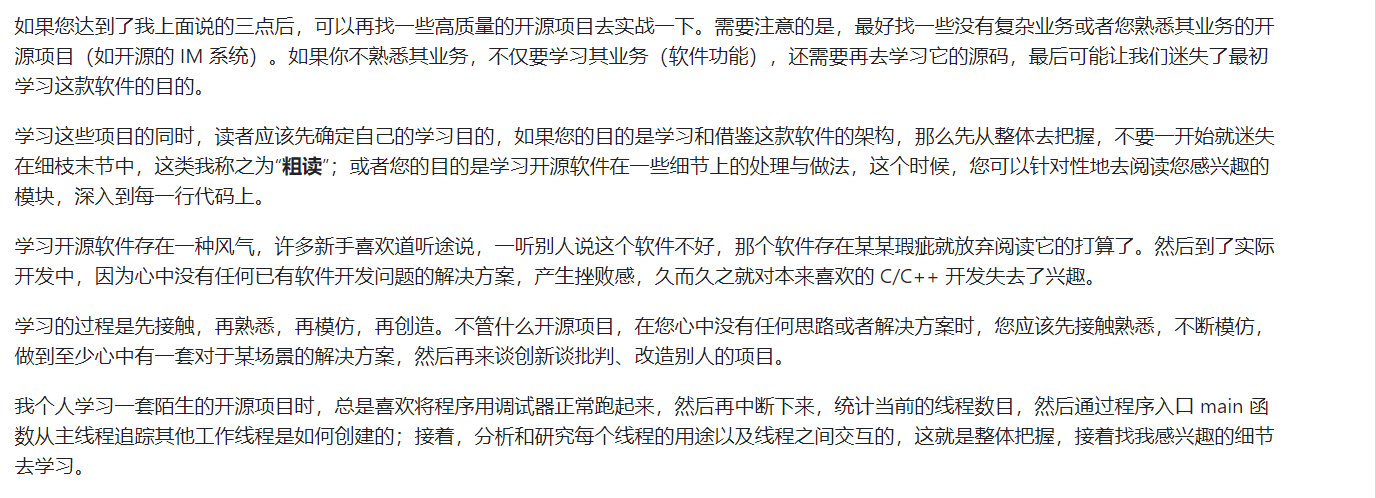 如果您达到了我上面说的三点后，可以再找一些高质量的开源项目去实战一下。需要注意的是，最好找一些没有复杂业务或者您熟悉其业务的开
源项目（如开源的 IM 系统）。如果你不熟悉其业务，不仅要学习其业务（软件功能），还需要再去学习它的源码，最后可能让我们迷失了最初
学习这款软件的目的。
学习这些项目的同时，读者应该先确定自己的学习目的，如果您的目的是学习和借鉴这款软件的架构，那么先从整体去把握，不要一开始就迷失
在细枝末节中，这类我称之为“粗读”；或者您的目的是学习开源软件在一些细节上的处理与做法，这个时候，您可以针对性地去阅读您感兴趣的
模块，深入到每一行代码上。
学习开源软件存在一种风气，许多新手喜欢道听途说，一听别人说这个软件不好，那个软件存在某某瑕疵就放弃阅读它的打算了。然后到了实际
开发中，因为心中没有任何已有软件开发问题的解决方案，产生挫败感，久而久之就对本来喜欢的 C/C++ 开发失去了兴趣。
学习的过程是先接触，再熟悉，再模仿，再创造。不管什么开源项目，在您心中没有任何思路或者解决方案时，您应该先接触熟悉，不断模仿，
做到至少心中有一套对于某场景的解决方案，然后再来谈创新谈批判、改造别人的项目。
我个人学习一套陌生的开源项目时，总是喜欢将程序用调试器正常跑起来，然后再中断下来，统计当前的线程数目，然后通过程序入口 main 函
数从主线程追踪其他工作线程是如何创建的；接着，分析和研究每个线程的用途以及线程之间交互的，这就是整体把握，接着找我感兴趣的细节
去学习。